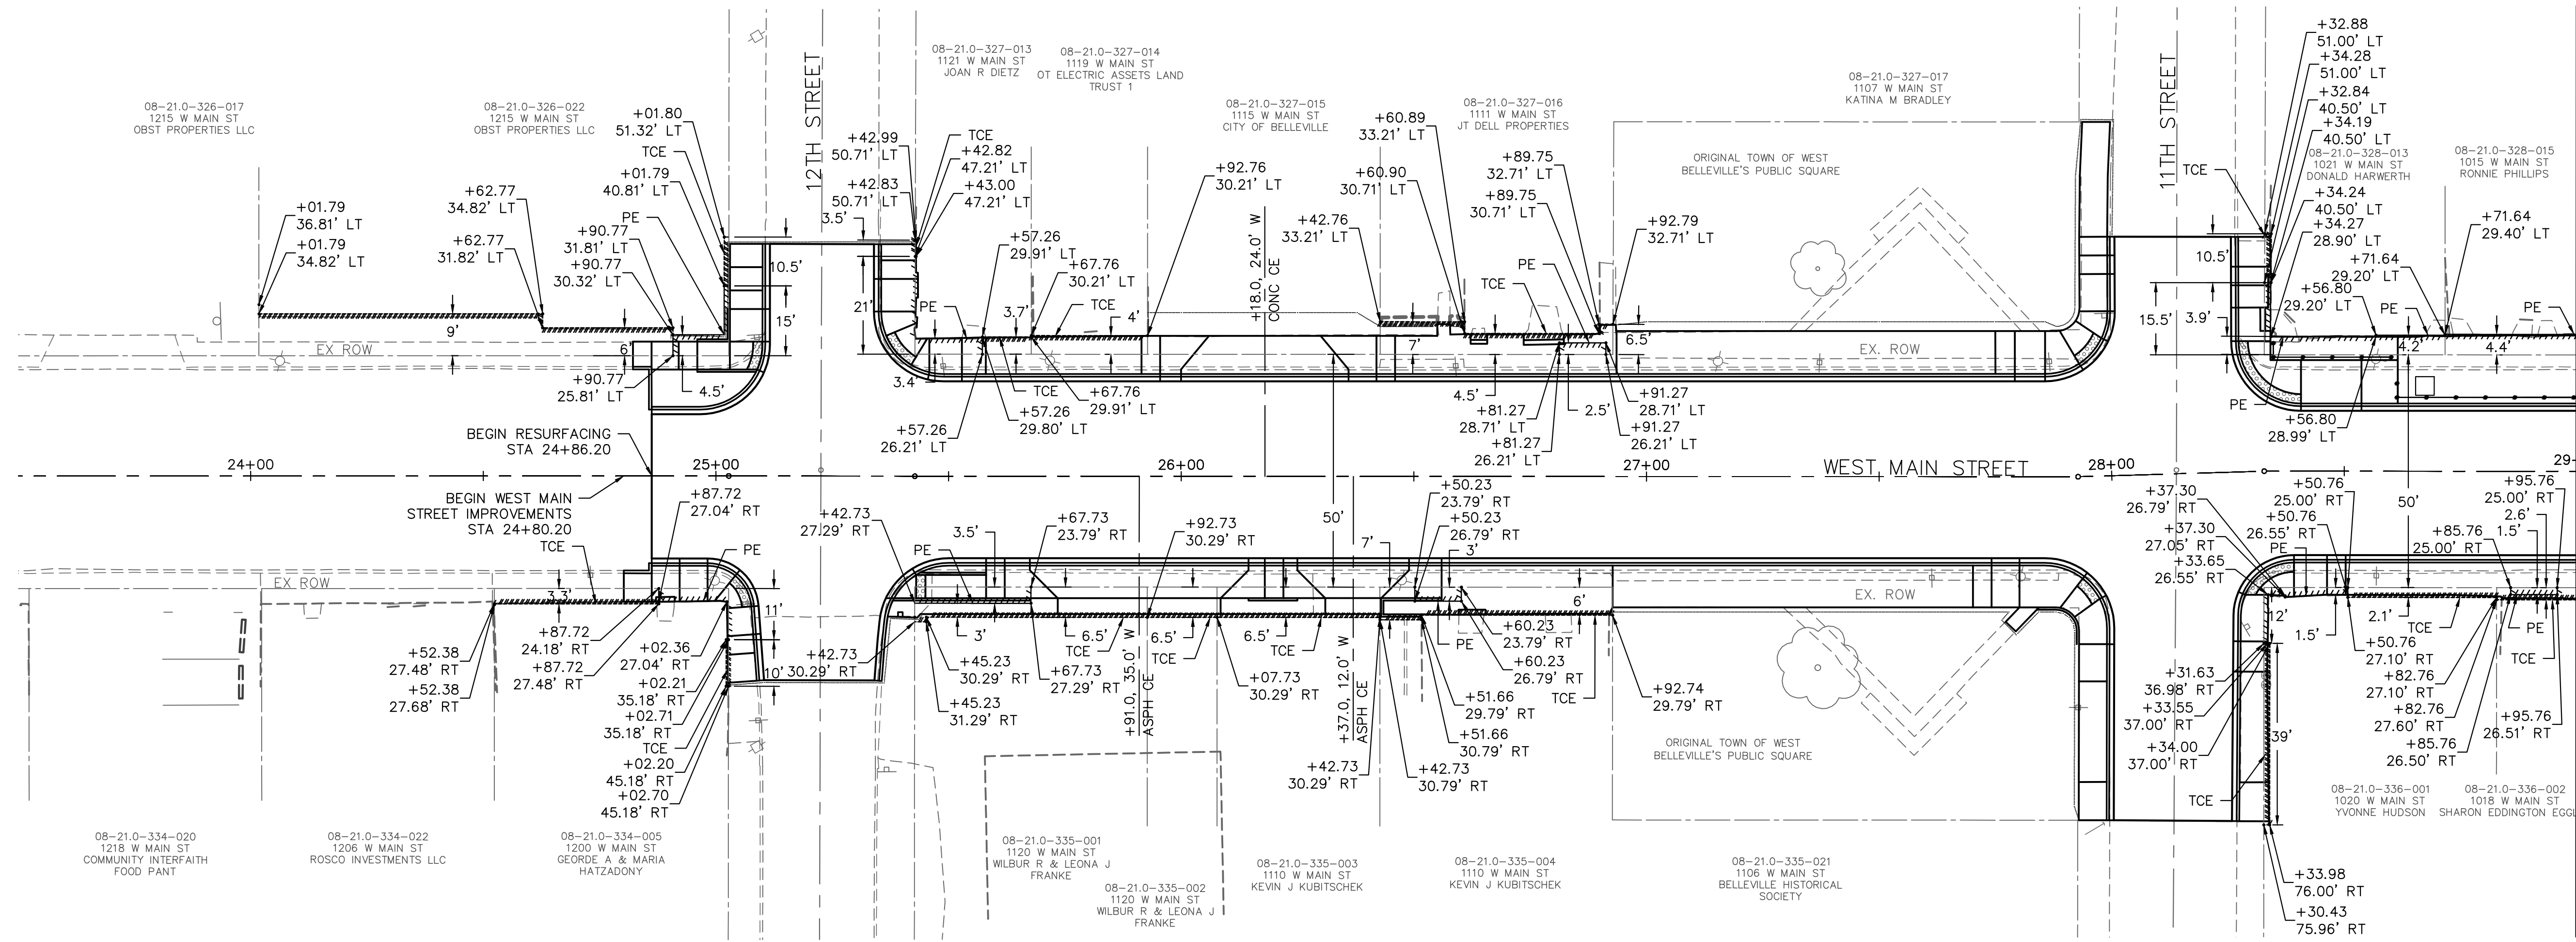 08-21.0-326-017
1215 W MAIN ST
OBST PROPERTIES LLC
08-21.0-326-022
1215 W MAIN ST
OBST PROPERTIES LLC
12TH STREET
08-21.0-327-013
1121 W MAIN ST
JOAN R DIETZ
08-21.0-327-014
1119 W MAIN ST
OT ELECTRIC ASSETS LAND
TRUST 1
08-21.0-327-015
1115 W MAIN ST
CITY OF BELLEVILLE
08-21.0-327-016
1111 W MAIN ST
JT DELL PROPERTIES
08-21.0-327-017
1107 W MAIN ST
KATINA M BRADLEY
11TH STREET
08-21.0-328-013
1021 W MAIN ST
DONALD HARWERTH
08-21.0-328-015
1015 W MAIN ST
RONNIE PHILLIPS
+01.79
36.81' LT
+01.79
34.82' LT
+62.77
34.82' LT
+62.77
31.82' LT
+01.80
51.32' LT
TCE
+01.79
40.81' LT
PE
+90.77
31.81' LT
+90.77
30.32' LT
+90.77
25.81' LT
9'
6'
4.5'
10.5'
15'
+42.99
50.71' LT
+42.83
50.71' LT
3.5'
TCE
+42.82
47.21' LT
+43.00
47.21' LT
21'
PE
3.4'
+57.26
29.91' LT
3.7'
+67.76
30.21' LT
TCE
4'
+57.26
26.21' LT
+57.26
29.80' LT
TCE
+67.76
29.91' LT
+92.76
30.21' LT
+18.0, 24.0' W
CONC CE
+42.76
33.21' LT
+60.89
33.21' LT
+60.90
30.71' LT
7'
TCE
PE
+89.75
32.71' LT
+89.75
30.71' LT
+92.79
32.71' LT
6.5'
4.5'
2.5'
+81.27
28.71' LT
+81.27
26.21' LT
+91.27
28.71' LT
+91.27
26.21' LT
ORIGINAL TOWN OF WEST
BELLEVILLE'S PUBLIC SQUARE
EX ROW
EX. ROW
+32.88
51.00' LT
+34.28
51.00' LT
+32.84
40.50' LT
+34.19
40.50' LT
TCE
+34.24
40.50' LT
+34.27
28.90' LT
10.5'
15.5'
3.9'
+71.64
29.40' LT
+71.64
29.20' LT
+56.80
29.20' LT
PE
PE
PE
4.2'
4.4'
+56.80
28.99' LT
BEGIN RESURFACING
STA 24+86.20
24+00
25+00
26+00
27+00
WEST MAIN STREET
28+00
29-
BEGIN WEST MAIN
STREET IMPROVEMENTS
STA 24+80.20
TCE
+87.72
27.04' RT
PE
EX ROW
3.3'
+52.38
27.48' RT
+52.38
27.68' RT
+87.72
24.18' RT
+87.72
27.48' RT
+02.36
27.04' RT
+02.21
35.18' RT
+02.71
35.18' RT
TCE
+02.20
45.18' RT
+02.70
45.18' RT
11'
10'
+42.73
27.29' RT
PE
3.5'
+67.73
23.79' RT
+92.73
30.29' RT
50'
7'
+50.23
23.79' RT
+50.23
26.79' RT
3'
+42.73
30.29' RT
3'
+45.23
30.29' RT
+45.23
31.29' RT
6.5'
TCE
+67.73
27.29' RT
6.5'
TCE
+07.73
30.29' RT
6.5'
TCE
+91.0, 35.0' W
ASPH CE
+37.0, 12.0' W
ASPH CE
+42.73
30.29' RT
+42.73
30.79' RT
PE
+51.66
29.79' RT
+51.66
30.79' RT
+60.23
23.79' RT
+60.23
26.79' RT
6'
TCE
+92.74
29.79' RT
EX. ROW
ORIGINAL TOWN OF WEST
BELLEVILLE'S PUBLIC SQUARE
+37.30
26.79' RT
+37.30
27.05' RT
+33.65
26.55' RT
PE
+50.76
25.00' RT
+50.76
26.55' RT
50'
+85.76
25.00' RT
+95.76
25.00' RT
2.6'
1.5'
12'
1.5'
2.1'
TCE
PE
TCE
+50.76
27.10' RT
+82.76
27.10' RT
+82.76
27.60' RT
+85.76
26.50' RT
+95.76
26.51' RT
+31.63
36.98' RT
+33.55
37.00' RT
+34.00
37.00' RT
39'
TCE
+33.98
76.00' RT
+30.43
75.96' RT
08-21.0-334-020
1218 W MAIN ST
COMMUNITY INTERFAITH
FOOD PANT
08-21.0-334-022
1206 W MAIN ST
ROSCO INVESTMENTS LLC
08-21.0-334-005
1200 W MAIN ST
GEORDE A & MARIA
HATZADONY
08-21.0-335-001
1120 W MAIN ST
WILBUR R & LEONA J
FRANKE
08-21.0-335-002
1120 W MAIN ST
WILBUR R & LEONA J
FRANKE
08-21.0-335-003
1110 W MAIN ST
KEVIN J KUBITSCHEK
08-21.0-335-004
1110 W MAIN ST
KEVIN J KUBITSCHEK
08-21.0-335-021
1106 W MAIN ST
BELLEVILLE HISTORICAL
SOCIETY
08-21.0-336-001
1020 W MAIN ST
YVONNE HUDSON
08-21.0-336-002
1018 W MAIN ST
SHARON EDDINGTON EGGL